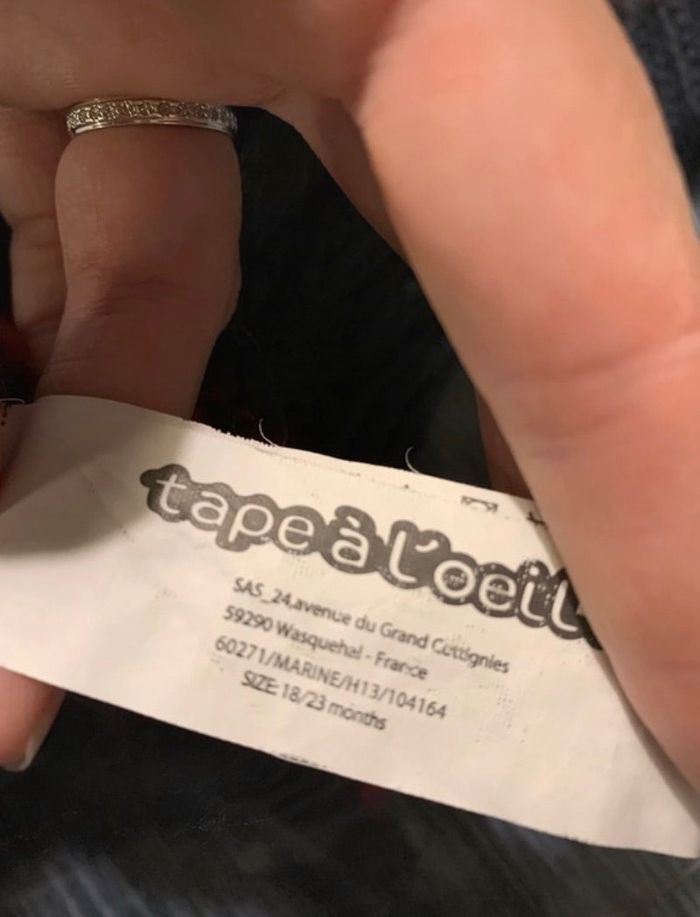 tape à l'oeil
SAS_24,avenue du Grand Cottignies
59290 Wasquehal - France
60271/MARINE/H13/104164
SIZE:18/23 months